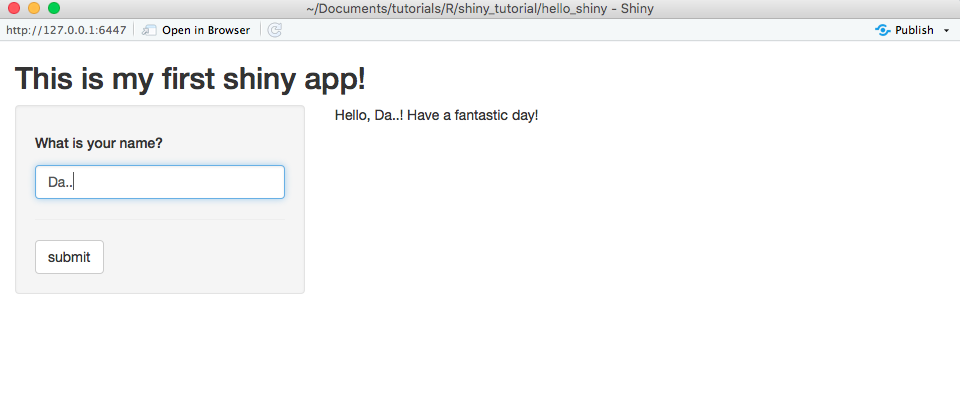 ~/Documents/tutorials/R/shiny_tutorial/hello_shiny - Shiny
http://127.0.0.1:6447 Open in Browser Publish
This is my first shiny app!
What is your name?
Da..
submit
Hello, Da..! Have a fantastic day!